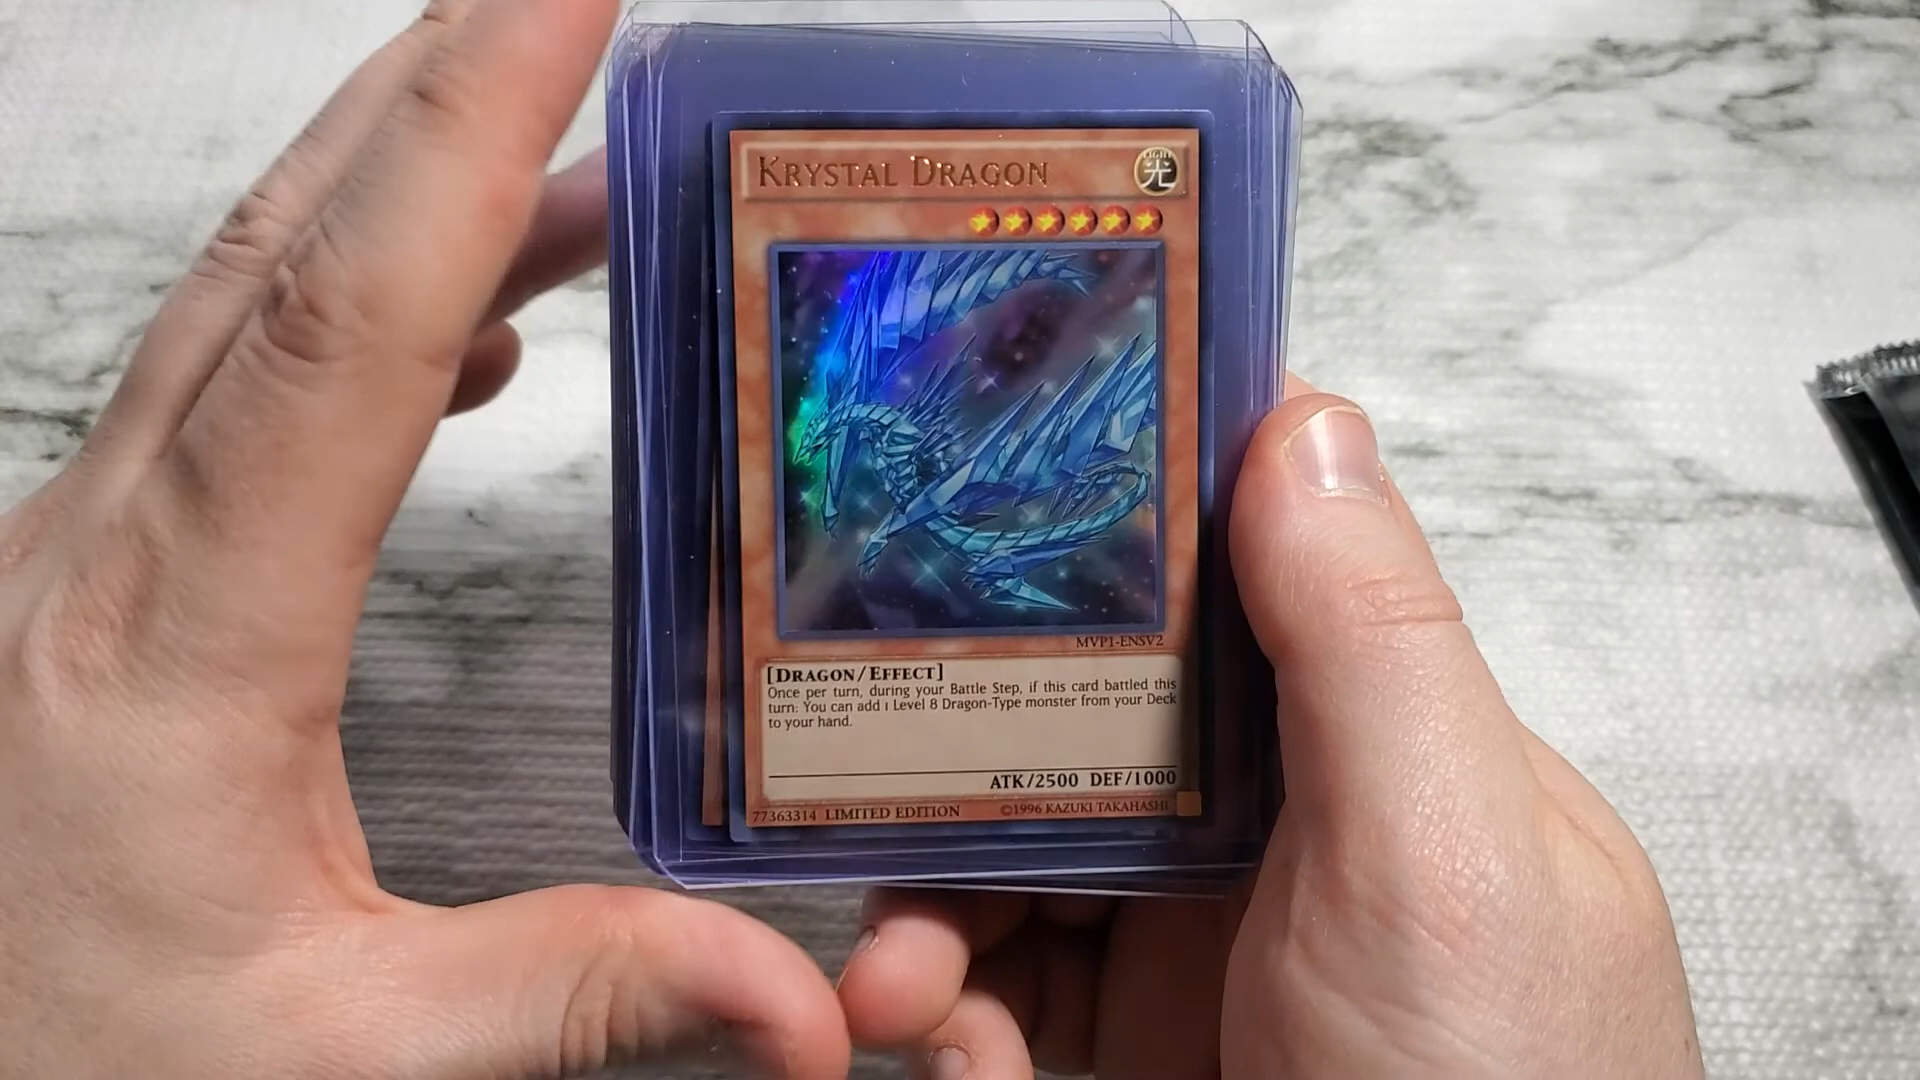 KRYSTAL DRAGON
LIGHT
光
MVP1-ENSV2
[DRAGON/EFFECT]
Once per turn, during your Battle Step, if this card battled this
turn: You can add 1 Level 8 Dragon-Type monster from your Deck
to your hand.
ATK/2500 DEF/1000
77363314 LIMITED EDITION ©1996 KAZUKI TAKAHASHI